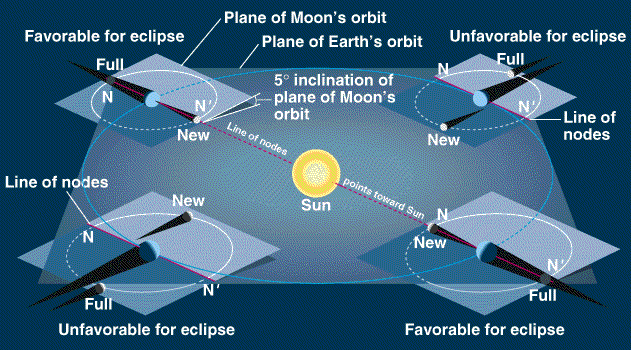 Plane of Moon's orbit
Favorable for eclipse
Plane of Earth's orbit
Unfavorable for eclipse
Full
N
N′
New
5° inclination of
plane of Moon's
orbit
Full
N
N′
New
Line of
nodes
Line of nodes
points toward Sun
Sun
Line of nodes
New
N
N′
Full
Unfavorable for eclipse
N
New
N′
Full
Favorable for eclipse